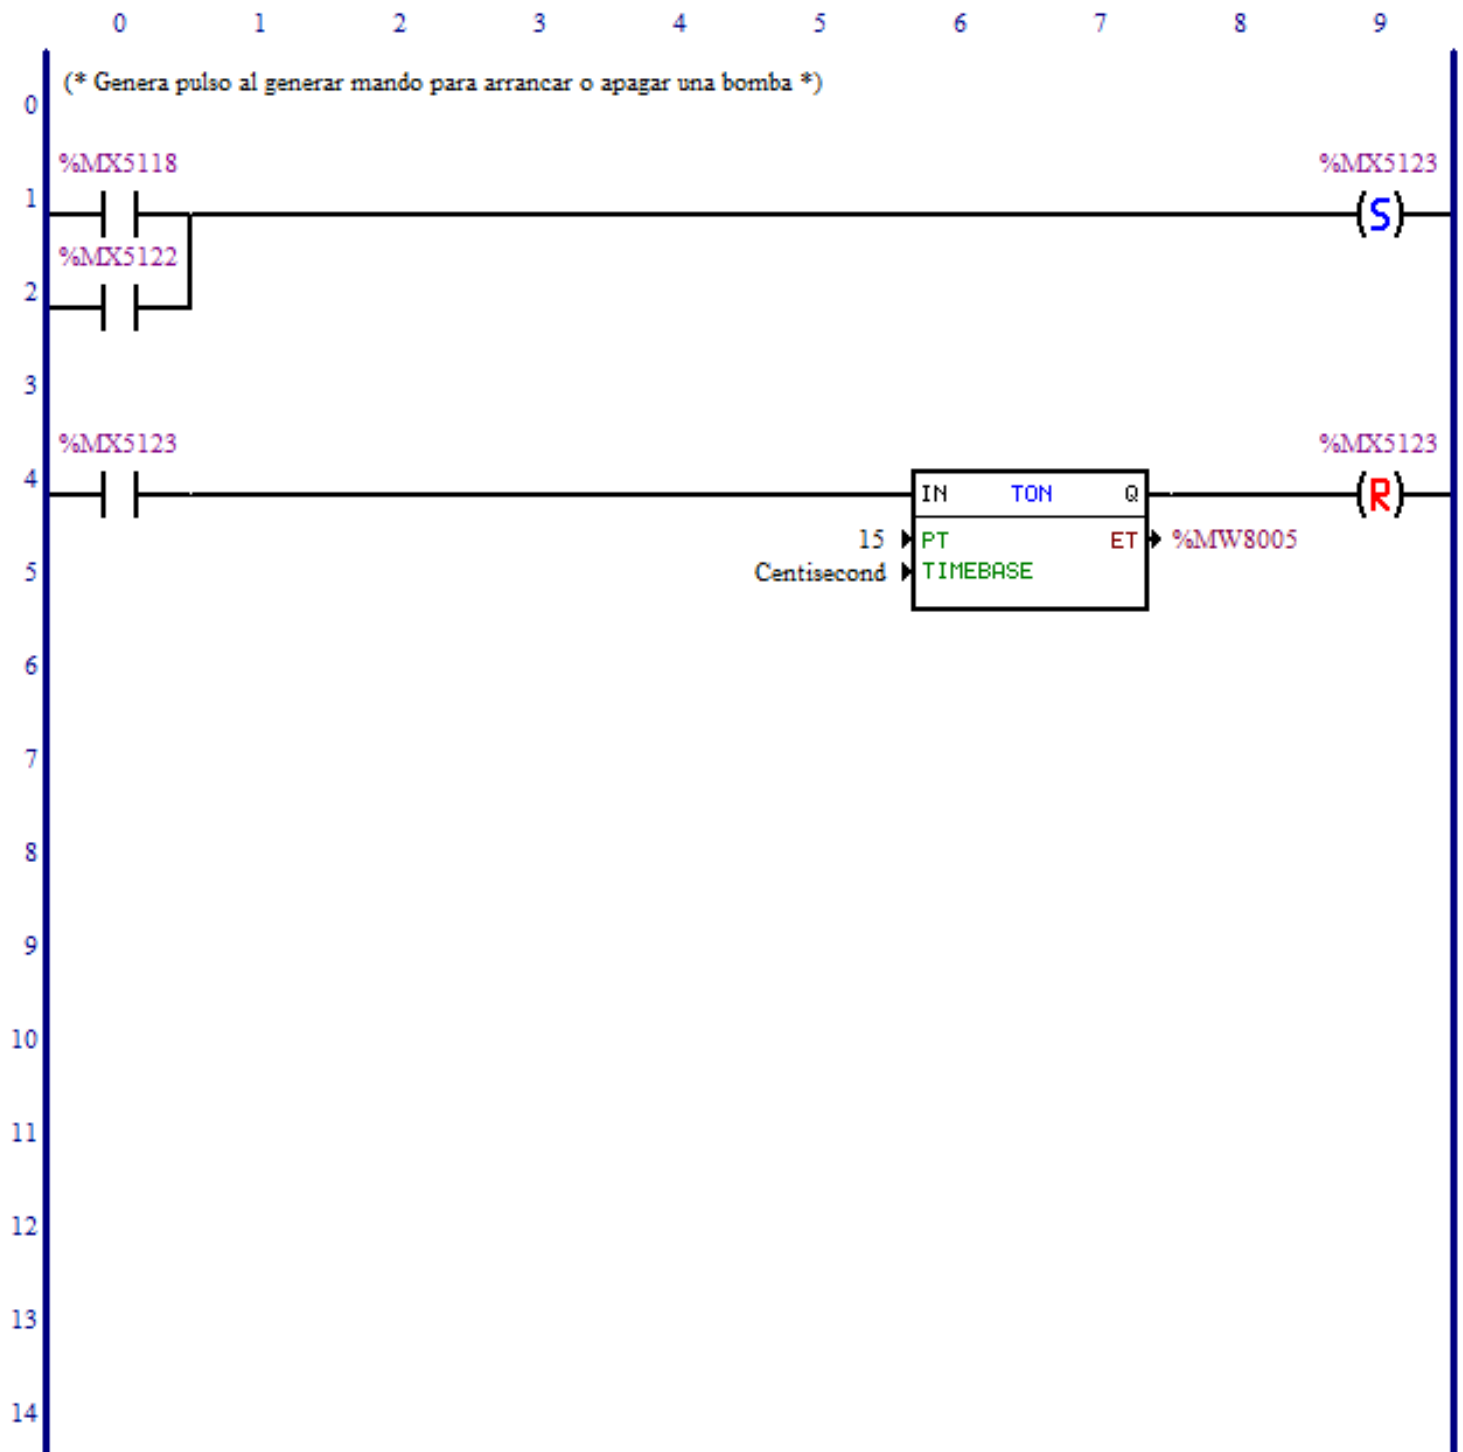 0 1 2 3 4 5 6 7 8 9
(* Genera pulso al generar mando para arrancar o apagar una bomba *)
0
%MX5118 %MX5123
1 (S)
%MX5122
2
3
%MX5123 %MX5123
4 IN TON Q (R)
15 PT ET %MW8005
5 Centisecond TIMEBASE
6
7
8
9
10
11
12
13
14